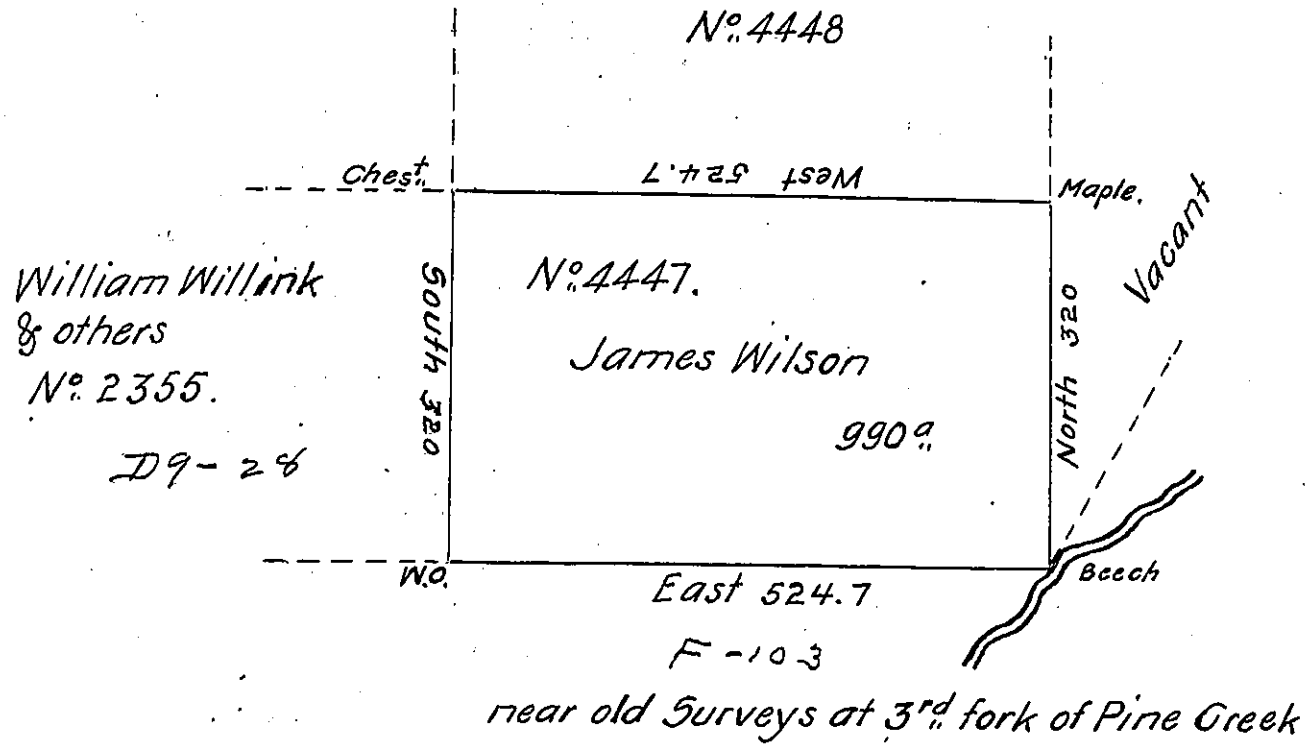 No. 4448
Chest.
West 524.7
Maple.
Vacant
William Willink
& others
No. 2355.
D9-28
South 320
No. 4447.
James Wilson
990a
North 320
W.O.
East 524.7
Beech
F-103
near old Surveys at 3rd fork of Pine Creek